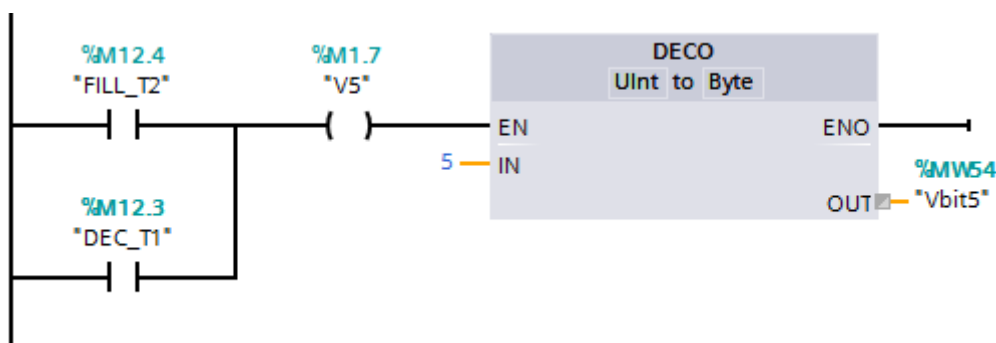 %M12.4
"FILL_T2"
%M1.7
"V5"
DECO
UInt to Byte
EN
ENO
5
IN
%MW54
"Vbit5"
OUT
%M12.3
"DEC_T1"